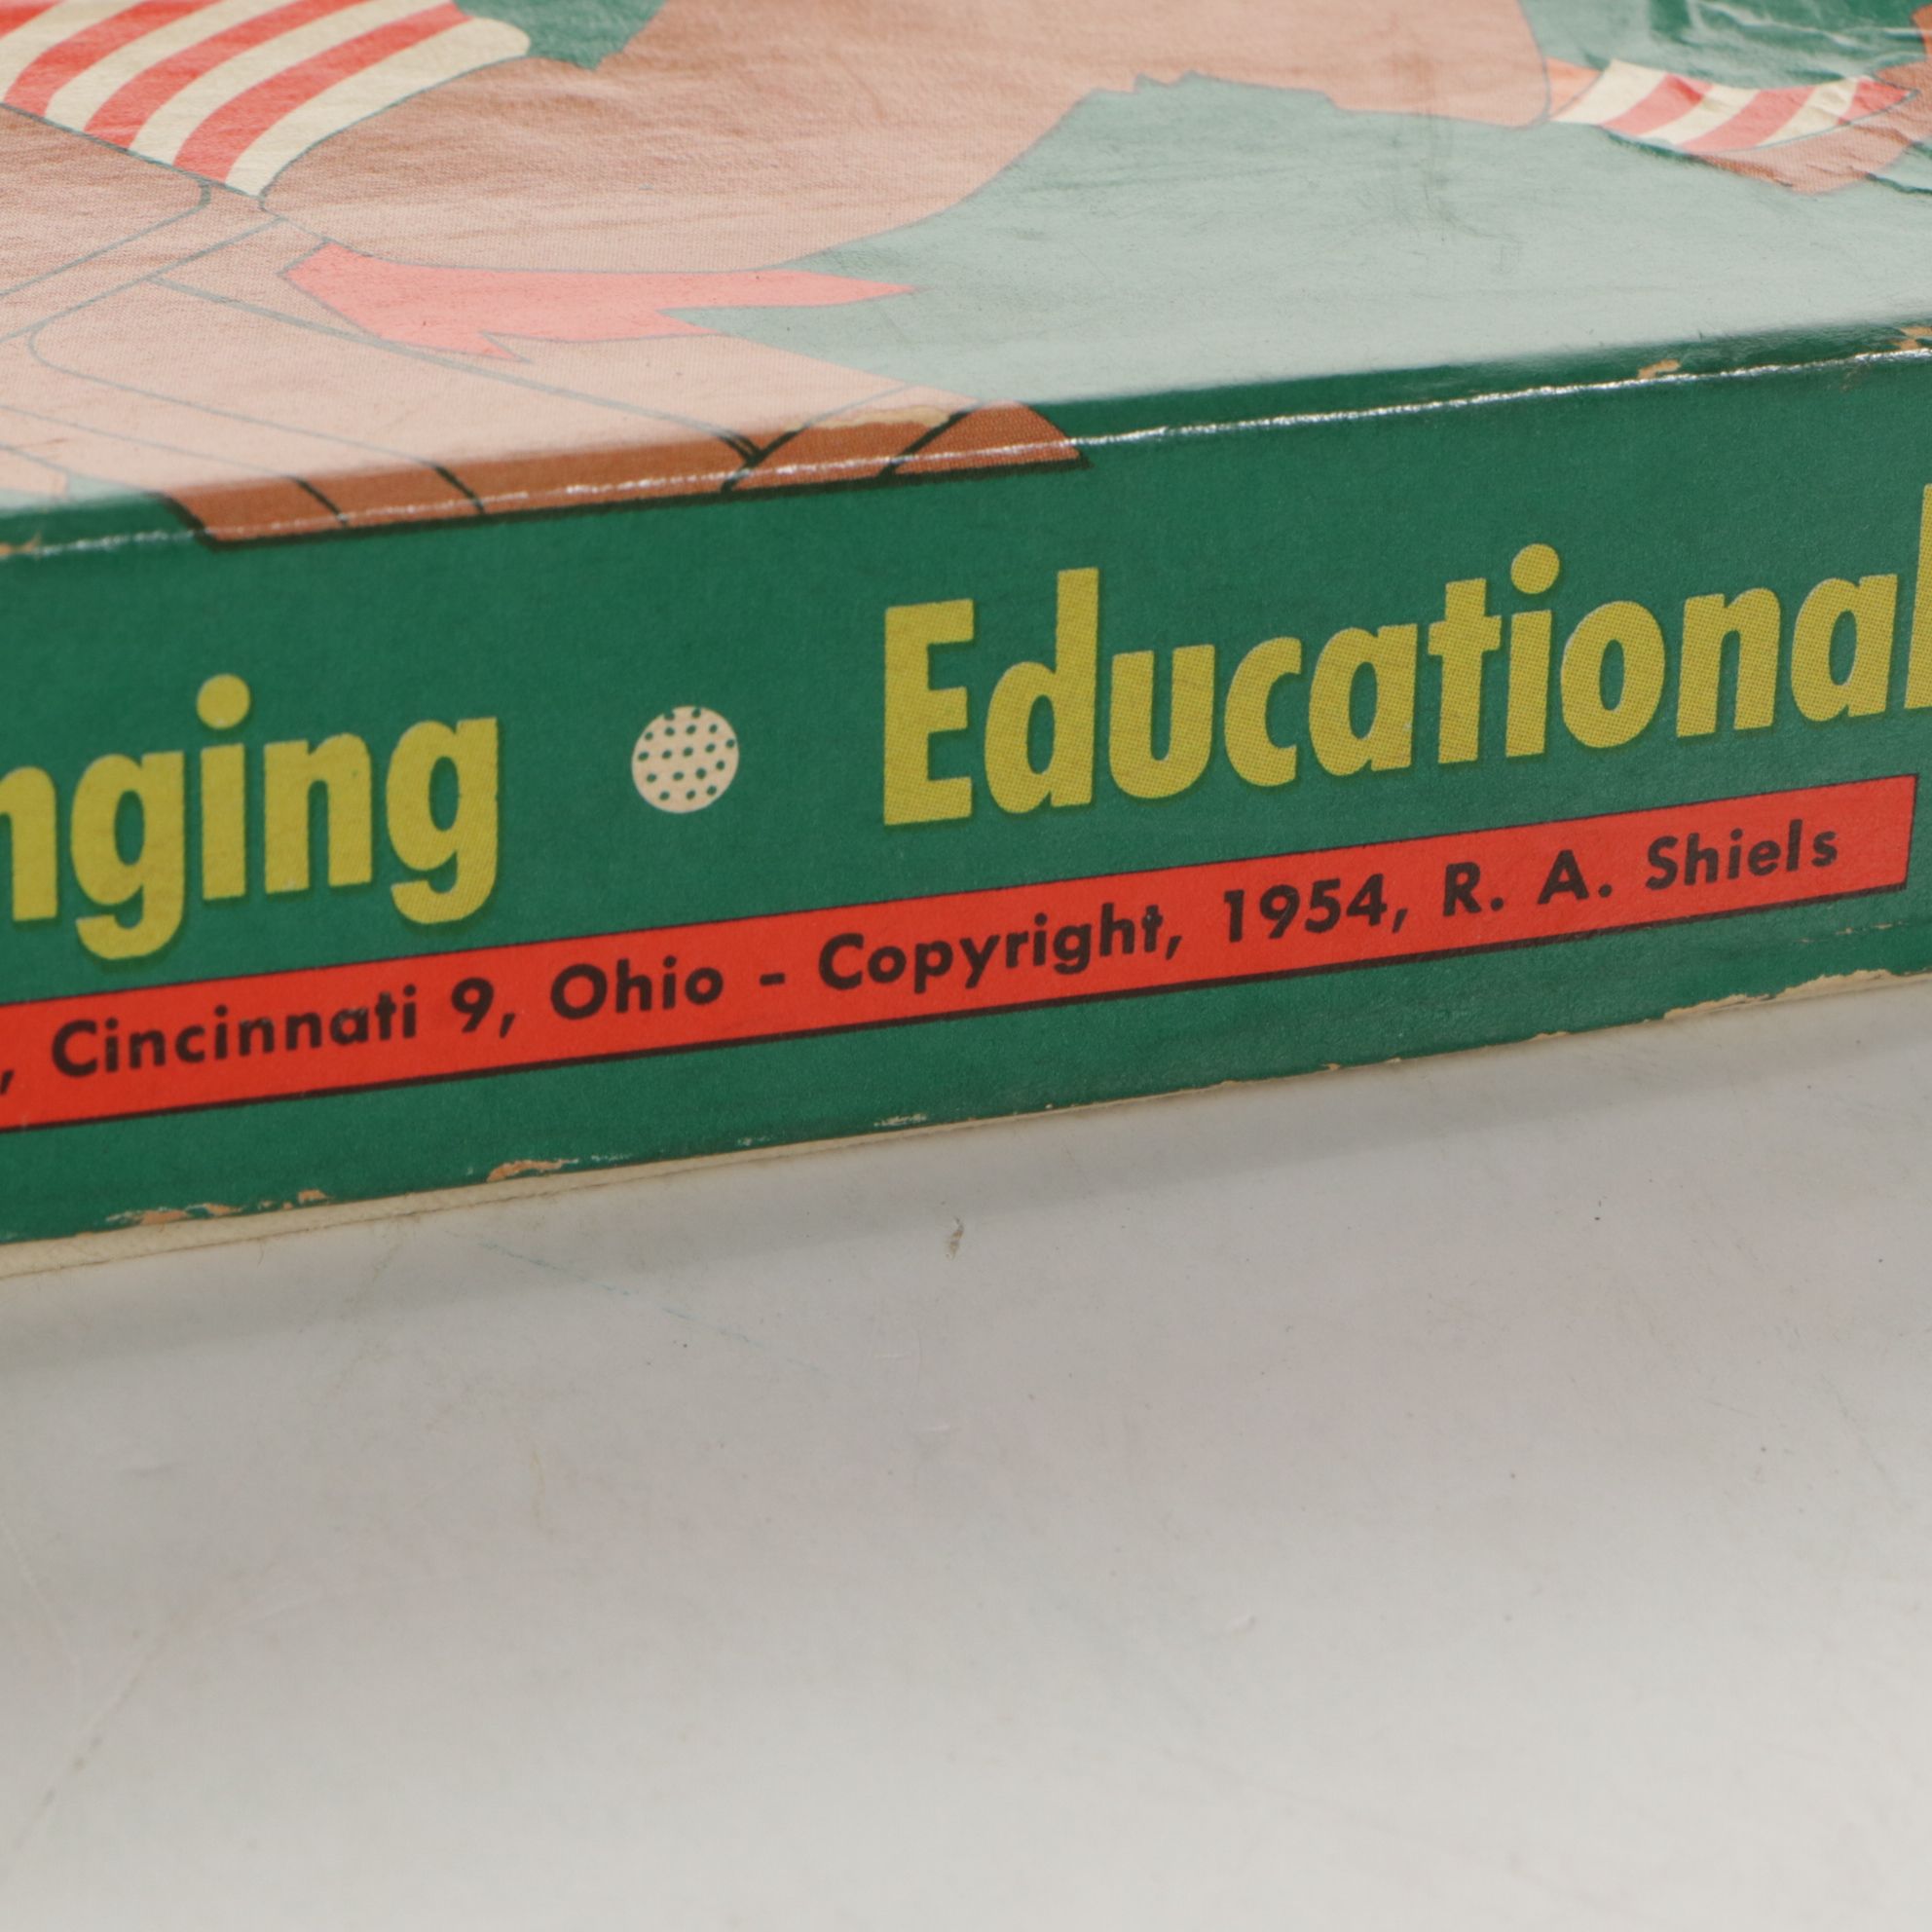 nging • Educational
, Cincinnati 9, Ohio - Copyright, 1954, R. A. Shiels